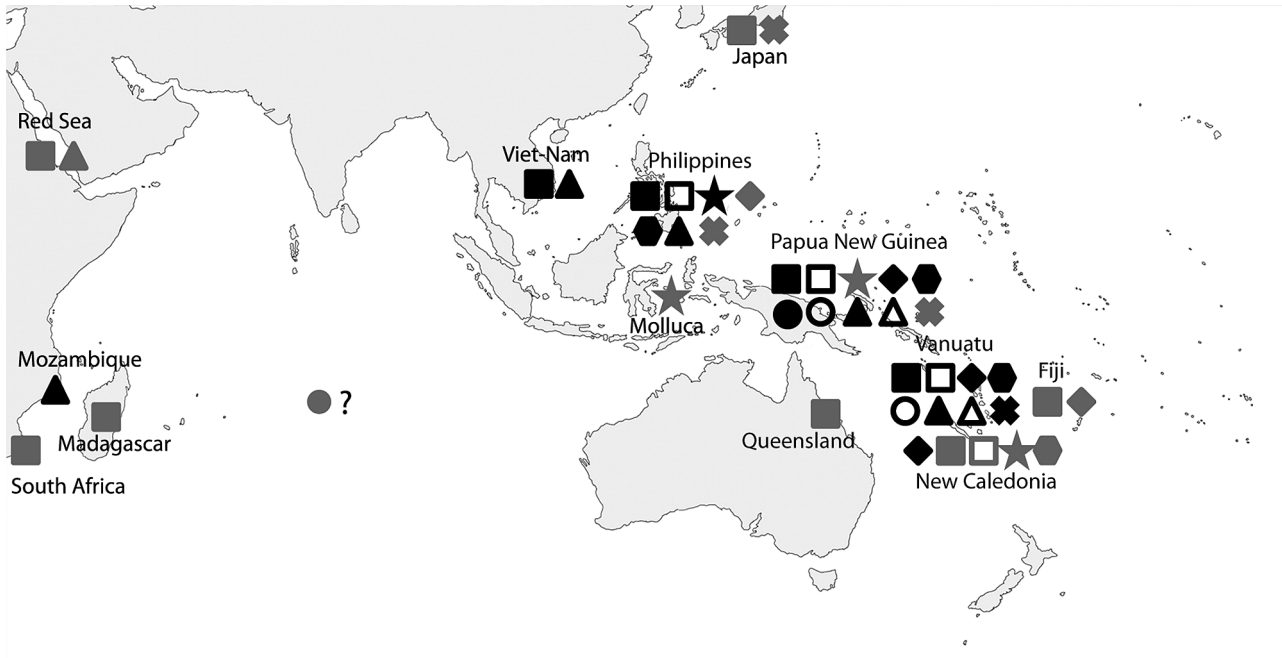 Japan
Red Sea
Viet-Nam
Philippines
Papua New Guinea
Molluca
Vanuatu
Mozambique
Fiji
?
Madagascar
Queensland
South Africa
New Caledonia